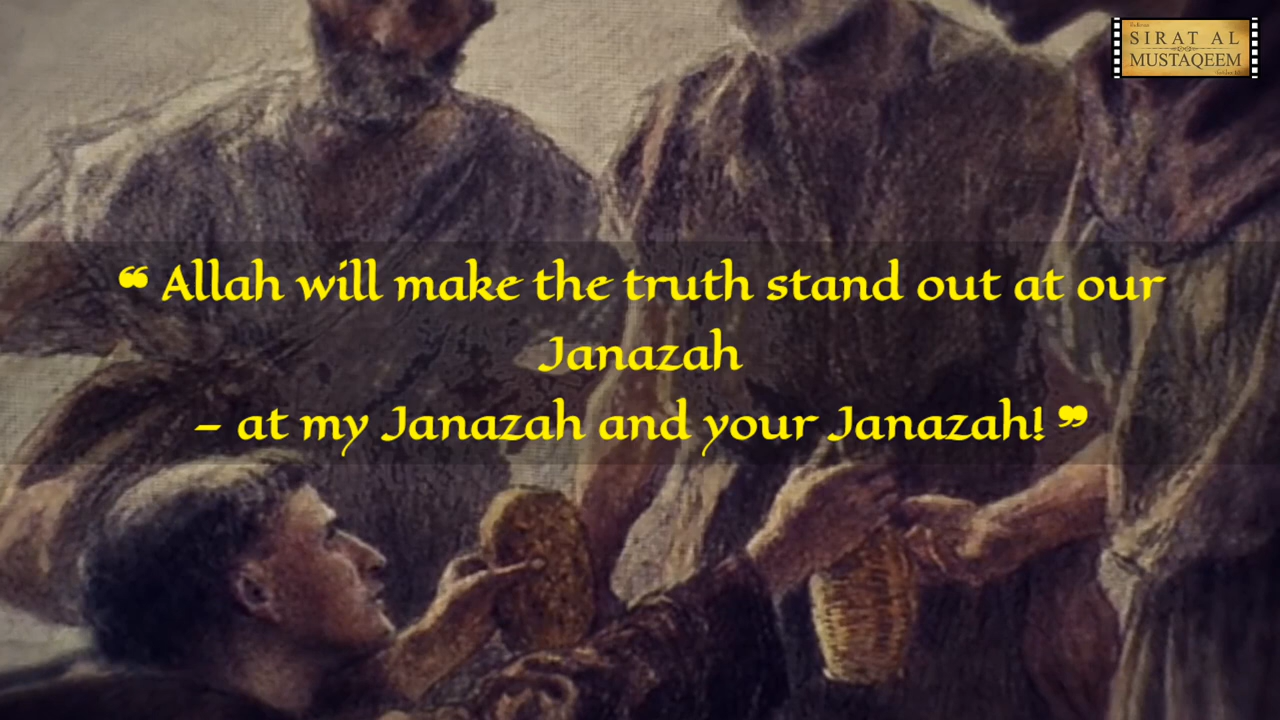 SIRAT AL
MUSTAQEEM
❝ Allah will make the truth stand out at our
Janazah
– at my Janazah and your Janazah! ❞